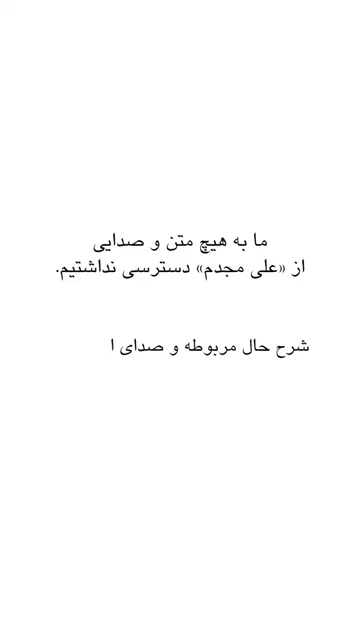 ما به هیچ متن و صدایی
از «علی مجدم» دسترسی نداشتیم.
شرح حال مربوطه و صدای ا